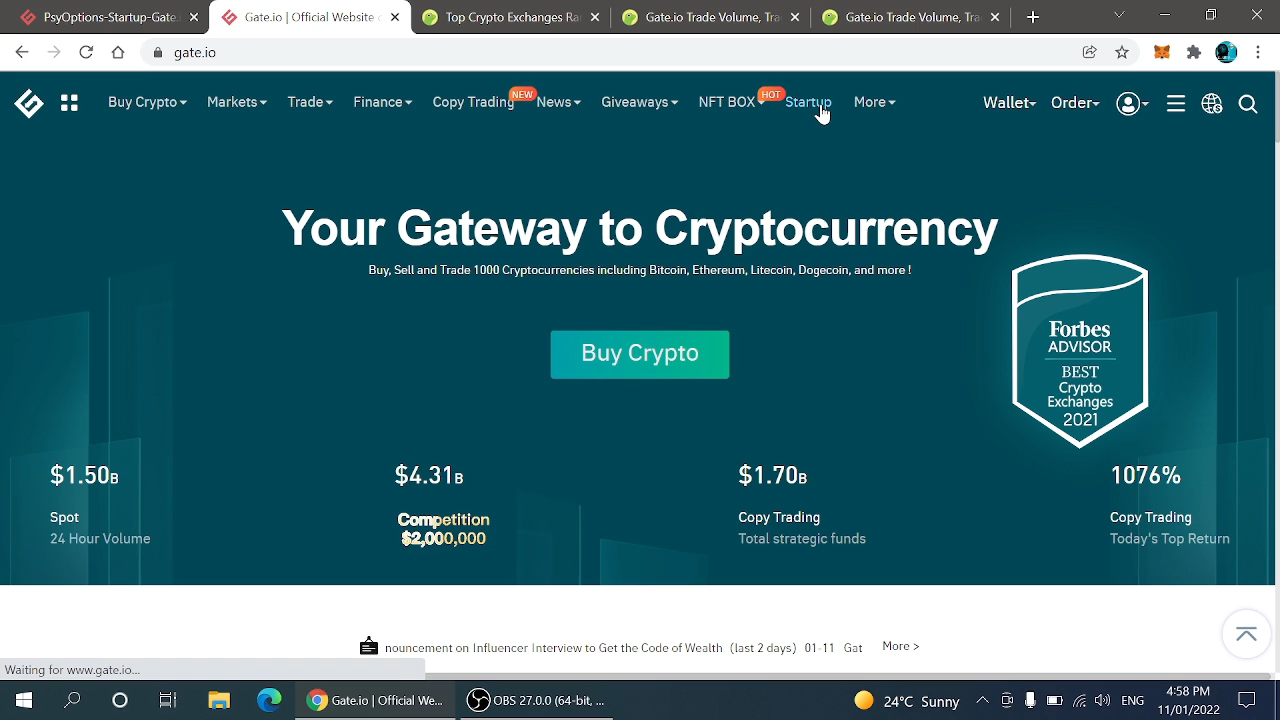 PsyOptions-Startup-Gate.
Gate.io | Official Website
Top Crypto Exchanges Ra
Gate.io Trade Volume, Tra
Gate.io Trade Volume, Tra
gate.io
Buy Crypto
Markets
Trade
Finance
Copy Trading
NEW
News
Giveaways
NFT BOX
HOT
Startup
More
Wallet
Order
Your Gateway to Cryptocurrency
Buy, Sell and Trade 1000 Cryptocurrencies including Bitcoin, Ethereum, Litecoin, Dogecoin, and more !
Buy Crypto
Forbes
ADVISOR
BEST
Crypto
Exchanges
2021
$1.50B
Spot
24 Hour Volume
$4.31B
Competition
$2,000,000
$1.70B
Copy Trading
Total strategic funds
1076%
Copy Trading
Today's Top Return
nouncement on Influencer Interview to Get the Code of Wealth (last 2 days) 01-11 Gat
More >
Waiting for www.gate.io...
Gate.io | Official We...
OBS 27.0.0 (64-bit, ...
24°C Sunny
ENG
4:58 PM
11/01/2022